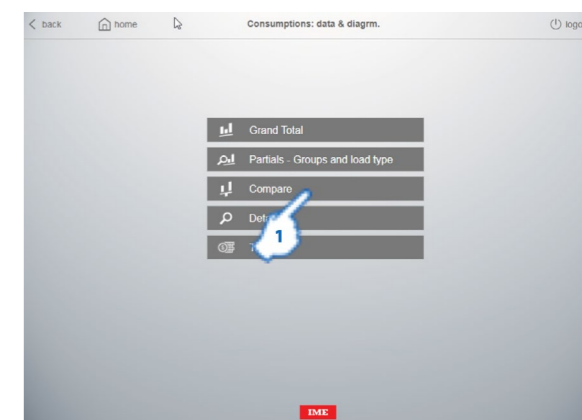 back home Consumptions: data & diagrm. logo
Grand Total
Partials - Groups and load type
Compare
1
IME